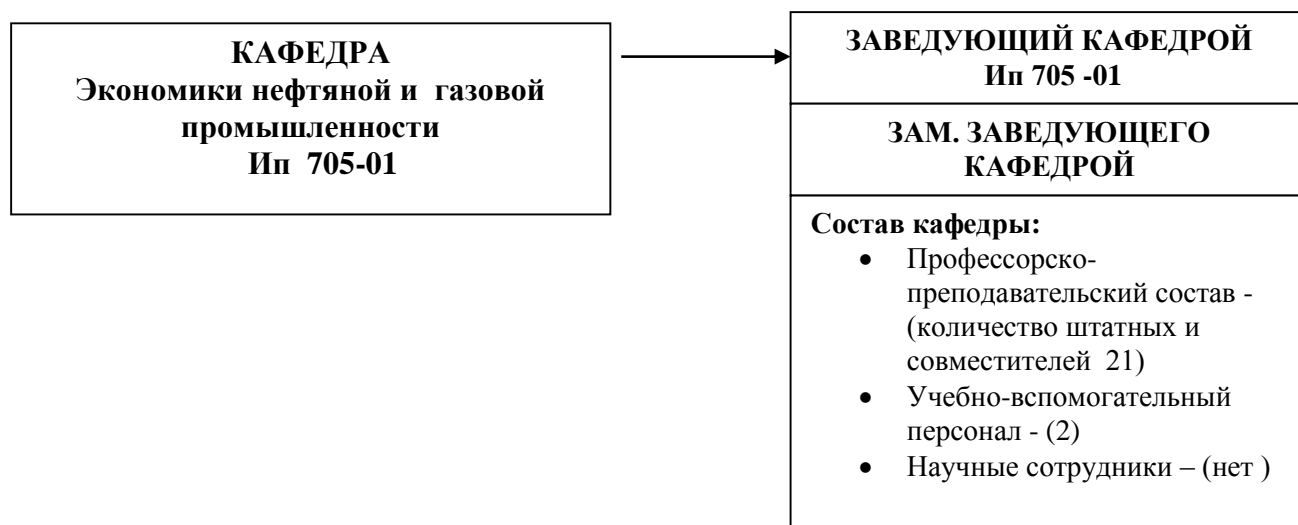 КАФЕДРА
Экономики нефтяной и газовой
промышленности
Ип 705-01
ЗАВЕДУЮЩИЙ КАФЕДРОЙ
Ип 705 -01
ЗАМ. ЗАВЕДУЮЩЕГО
КАФЕДРОЙ
Состав кафедры:
• Профессорско-
преподавательский состав -
(количество штатных и
совместителей 21)
• Учебно-вспомогательный
персонал - (2)
• Научные сотрудники – (нет )